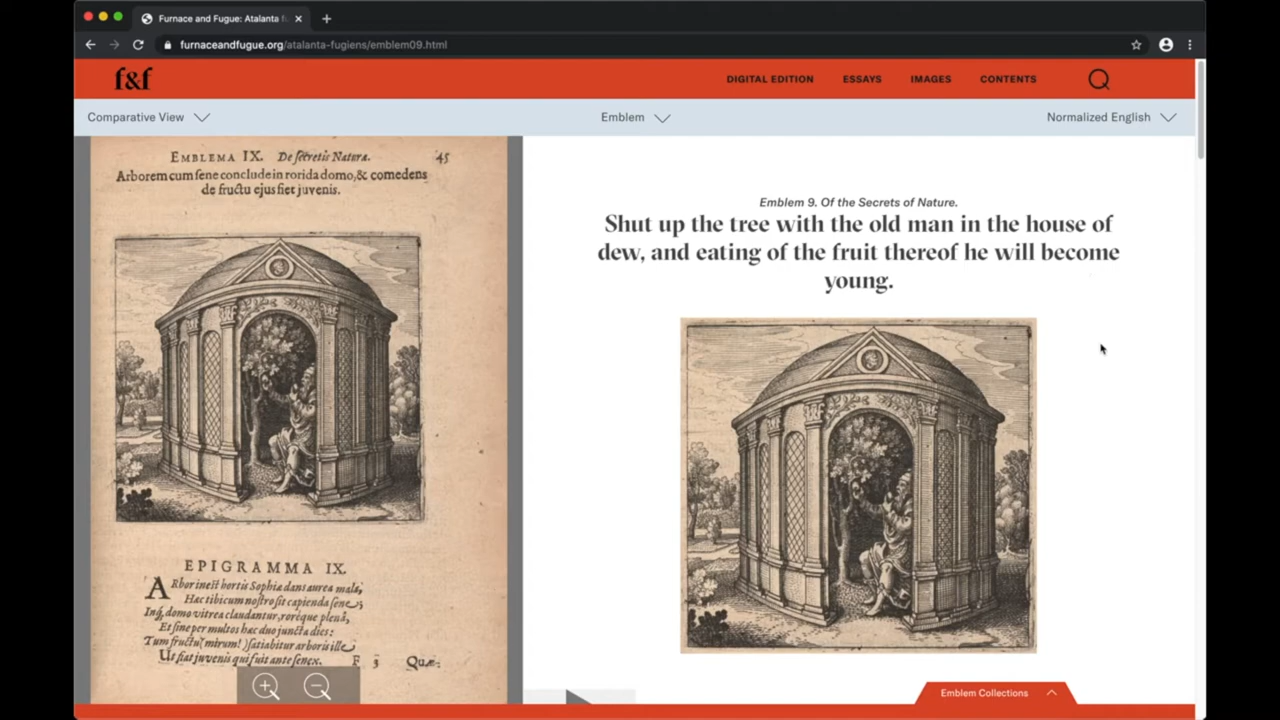 Furnace and Fugue: Atalanta f
furnaceandfugue.org/atalanta-fugiens/emblem09.html
f&f
DIGITAL EDITION
ESSAYS
IMAGES
CONTENTS
Comparative View
Emblem
Normalized English
EMBLEMA IX. De secretis Naturæ. 45
Arborem cum sene conclude in rorida domo, & comedens
de fructu ejus fiet juvenis.
EPIGRAMMA IX.
ARbor inest hortis Sophiæ dans aurea mala,
Hæc tibi cum nostro sit capienda sene;
Inq; domo vitrea claudantur, roreque plenâ,
Et sine per multos hæc duo juncta dies:
Tum fructu (mirum!) satiabitur arboris ille
Ut fiat juvenis qui fuit ante senex.
F 3 Quæ-
Emblem 9. Of the Secrets of Nature.
Shut up the tree with the old man in the house of
dew, and eating of the fruit thereof he will become
young.
Emblem Collections